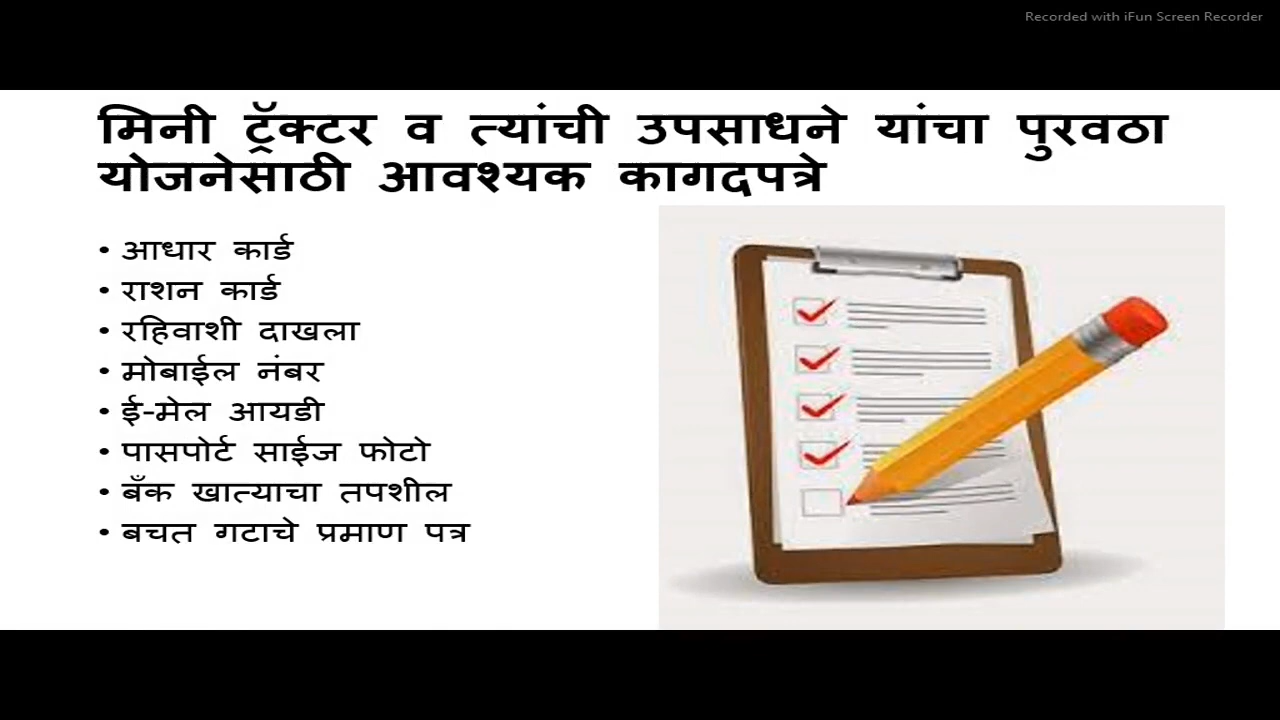 Recorded with iFun Screen Recorder
मिनी ट्रॅक्टर व त्यांची उपसाधने यांचा पुरवठा
योजनेसाठी आवश्यक कागदपत्रे
• आधार कार्ड
• राशन कार्ड
• रहिवाशी दाखला
• मोबाईल नंबर
• ई-मेल आयडी
• पासपोर्ट साईज फोटो
• बँक खात्याचा तपशील
• बचत गटाचे प्रमाण पत्र